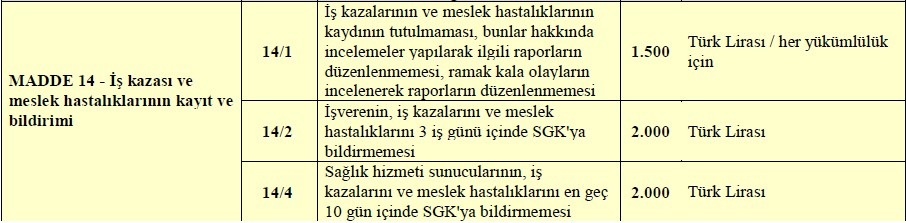 MADDE 14 - İş kazası ve
meslek hastalıklarının kayıt ve
bildirimi
14/1
İş kazalarının ve meslek hastalıklarının
kaydının tutulmaması, bunlar hakkında
incelemeler yapılarak ilgili raporların
düzenlenmemesi, ramak kala olayların
incelenerek raporların düzenlenmemesi
1.500
Türk Lirası / her yükümlülük
için
14/2
İşverenin, iş kazalarını ve meslek
hastalıklarını 3 iş günü içinde SGK'ya
bildirmemesi
2.000
Türk Lirası
14/4
Sağlık hizmeti sunucularının, iş
kazalarını ve meslek hastalıklarını en geç
10 gün içinde SGK'ya bildirmemesi
2.000
Türk Lirası